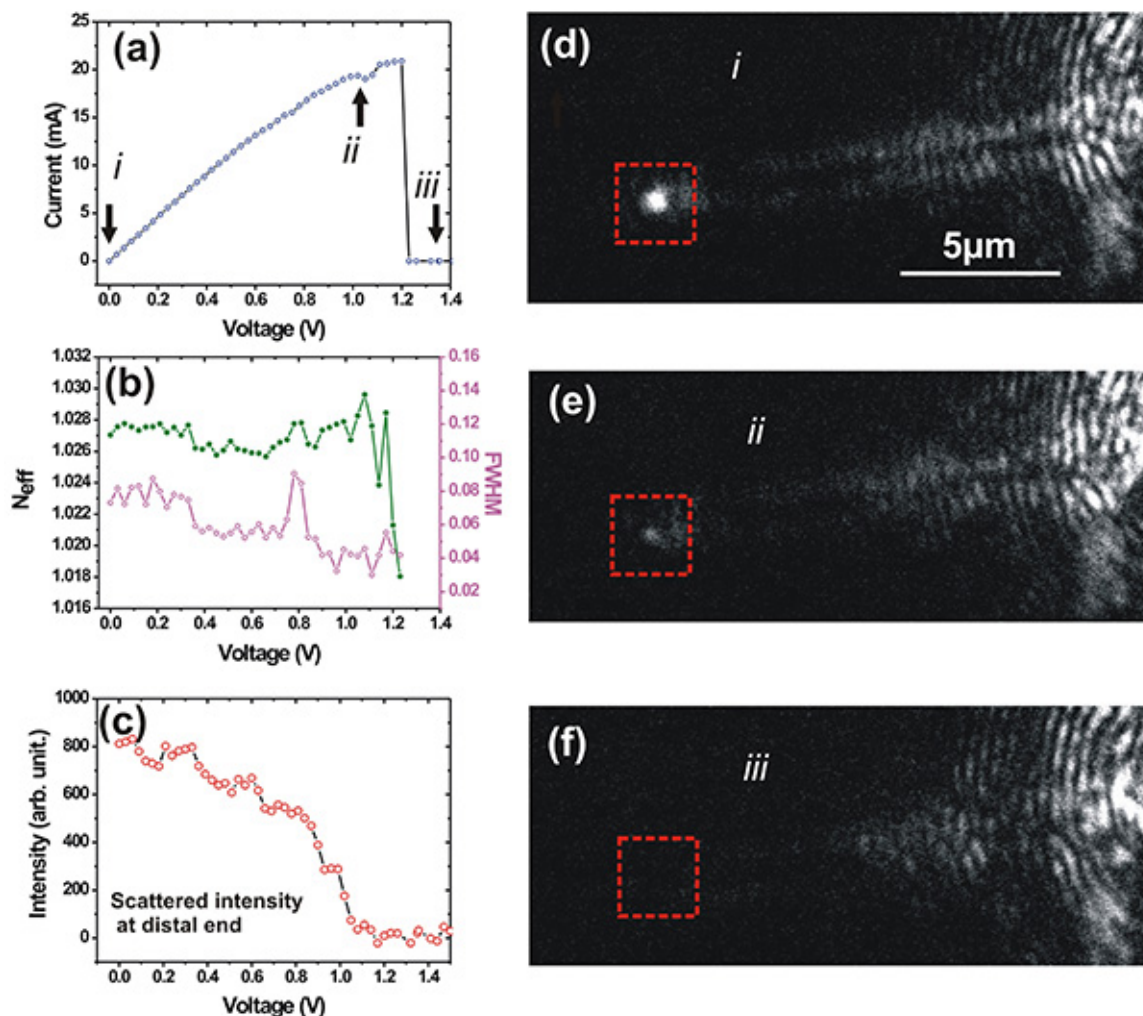 (a)
25
20
15
10
5
0
Current (mA)
i
ii
iii
0.0 0.2 0.4 0.6 0.8 1.0 1.2 1.4
Voltage (V)
(b)
1.032
1.030
1.028
1.026
1.024
1.022
1.020
1.018
1.016
Neff
0.16
0.14
0.12
0.10
0.08
0.06
0.04
0.02
FWHM
0.0 0.2 0.4 0.6 0.8 1.0 1.2 1.4
Voltage (V)
(c)
1000
800
600
400
200
0
Intensity (arb. unit.)
Scattered intensity
at distal end
0.0 0.2 0.4 0.6 0.8 1.0 1.2 1.4
Voltage (V)
(d)
i
5μm
(e)
ii
(f)
iii